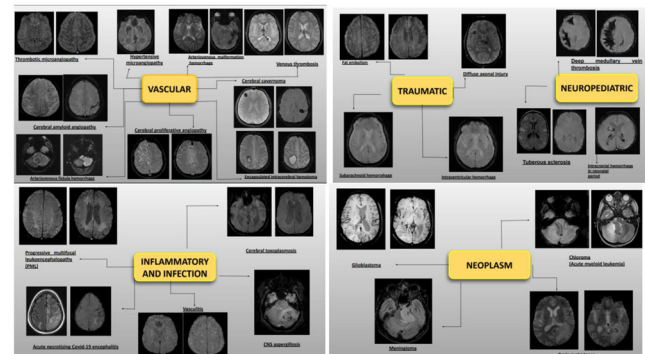 Thrombotic microangiopathy
Hypertensive
microangiopathy
Arteriovenous malformation
hemorrhage
Venous thrombosis
VASCULAR
Cerebral cavernoma
Cerebral amyloid angiopathy
Cerebral proliferative angiopathy
Arteriovenous fistula hemorrhage
Encapsulated intracerebral hematoma
Fat embolism
Diffuse axonal injury
TRAUMATIC
Subarachnoid hemorrohage
Intraventricular hemorrhage
Deep medullary vein
thrombosis
NEUROPEDIATRIC
Tuberous sclerosis
Intracranial hemorrhage
in neonatal
period
Progressive multifocal
leukoencephalopathy
(PML)
Cerebral toxoplasmosis
INFLAMMATORY
AND INFECTION
Vasculitis
Acute necrotising Covid-19 encephalitis
CNS aspergillosis
Glioblastoma
NEOPLASM
Chloroma
(Acute myeloid leukemia)
Meningioma